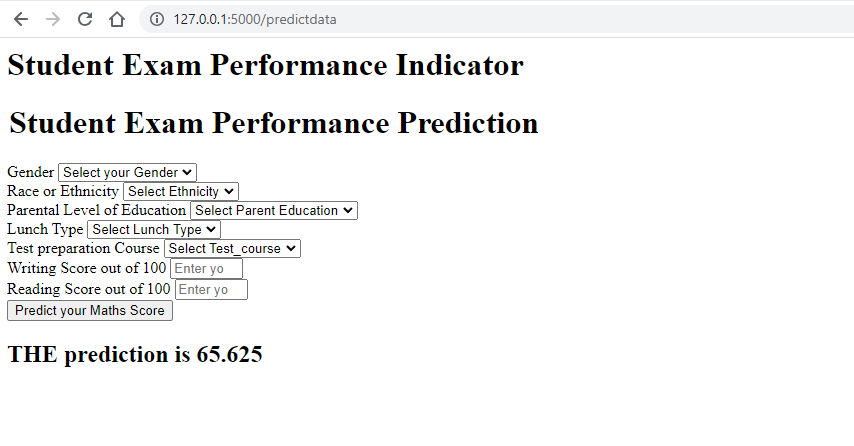 127.0.0.1:5000/predictdata
Student Exam Performance Indicator
Student Exam Performance Prediction
Gender Select your Gender
Race or Ethnicity Select Ethnicity
Parental Level of Education Select Parent Education
Lunch Type Select Lunch Type
Test preparation Course Select Test_course
Writing Score out of 100 Enter yo
Reading Score out of 100 Enter yo
Predict your Maths Score
THE prediction is 65.625